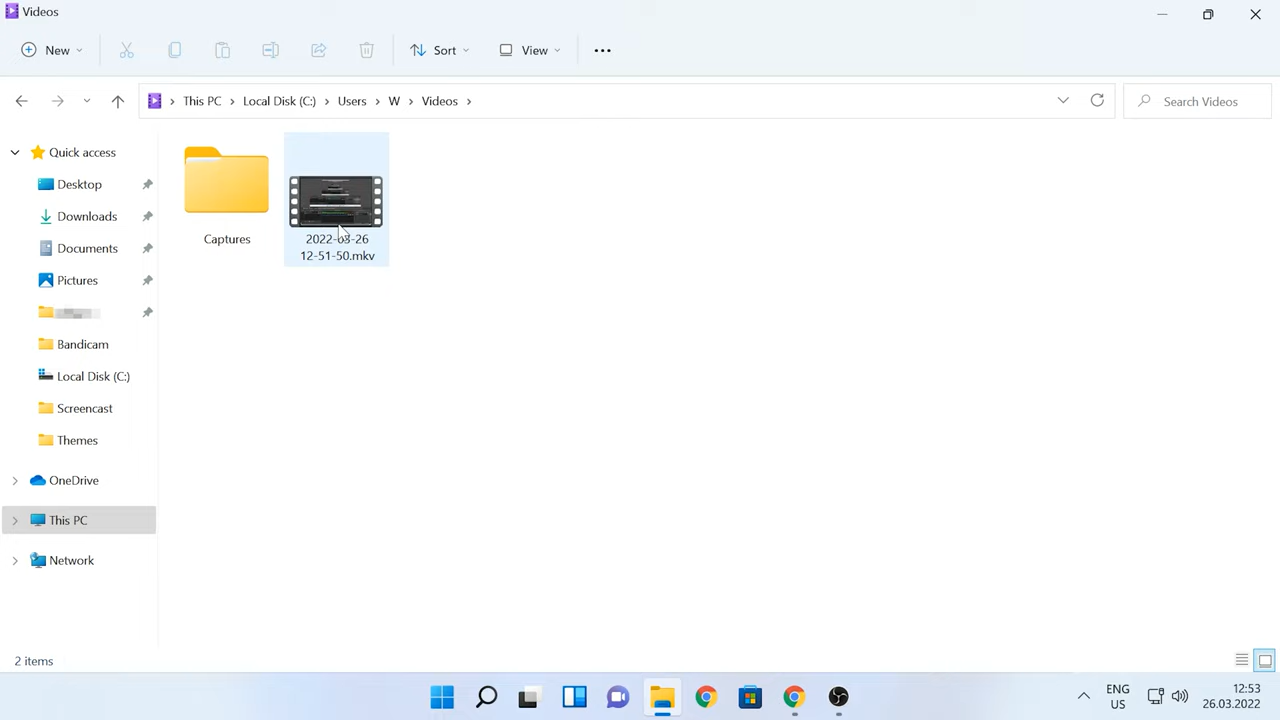 Videos
New
Sort
View
This PC
Local Disk (C:)
Users
W
Videos
Search Videos
Quick access
Desktop
Downloads
Documents
Pictures
Bandicam
Local Disk (C:)
Screencast
Themes
OneDrive
This PC
Network
Captures
2022-03-26
12-51-50.mkv
2 items
ENG
US
12:53
26.03.2022